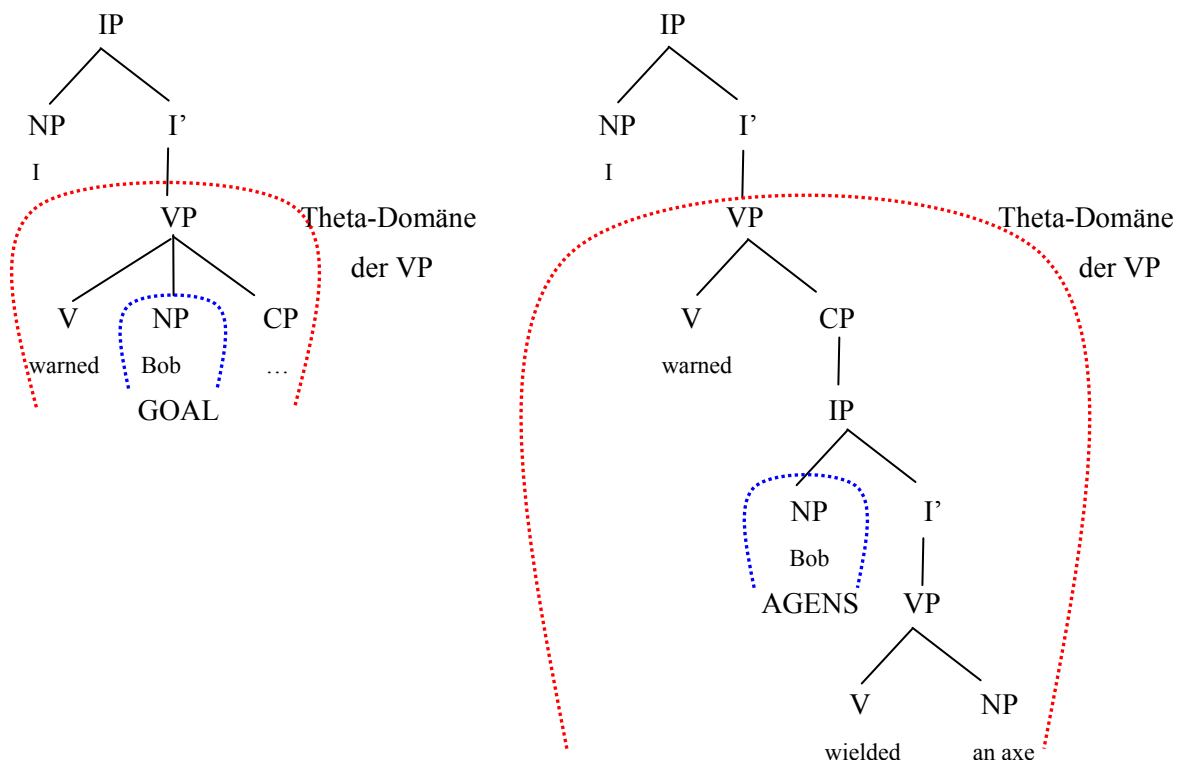 IP
NP I’
I
VP Theta-Domäne
der VP
V NP CP
warned Bob …
GOAL
IP
NP I’
I
VP Theta-Domäne
der VP
V CP
warned
IP
NP I’
Bob
AGENS VP
V NP
wielded an axe